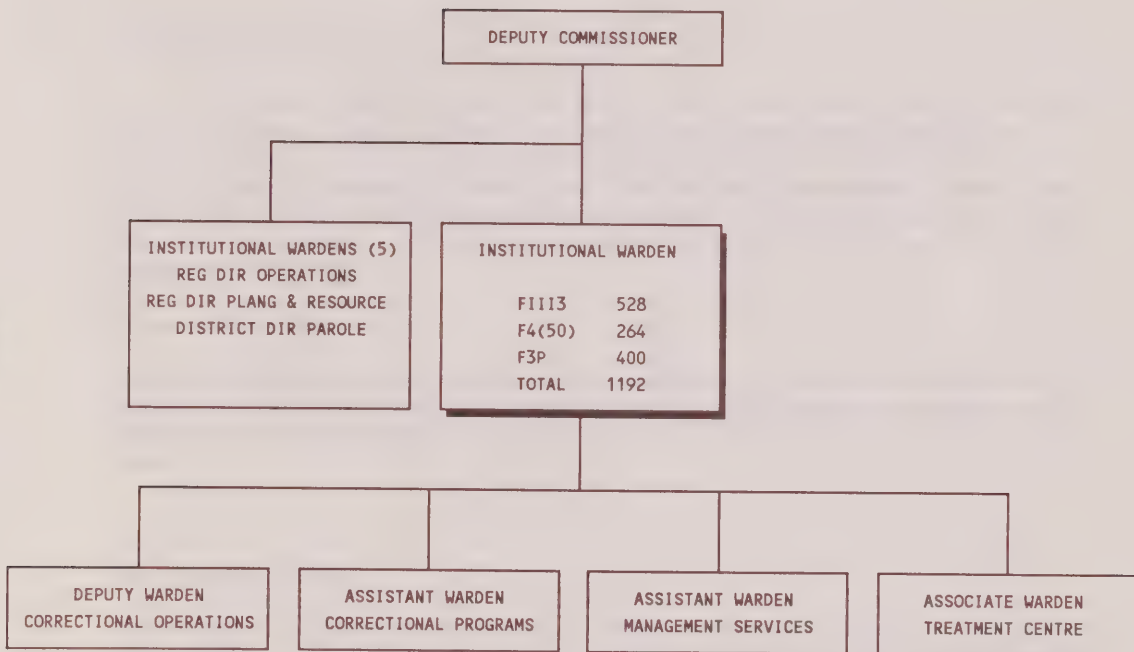 DEPUTY COMMISSIONER
INSTITUTIONAL WARDENS (5)
REG DIR OPERATIONS
REG DIR PLANG & RESOURCE
DISTRICT DIR PAROLE
INSTITUTIONAL WARDEN
FIII3 528
F4(50) 264
F3P 400
TOTAL 1192
DEPUTY WARDEN
CORRECTIONAL OPERATIONS
ASSISTANT WARDEN
CORRECTIONAL PROGRAMS
ASSISTANT WARDEN
MANAGEMENT SERVICES
ASSOCIATE WARDEN
TREATMENT CENTRE